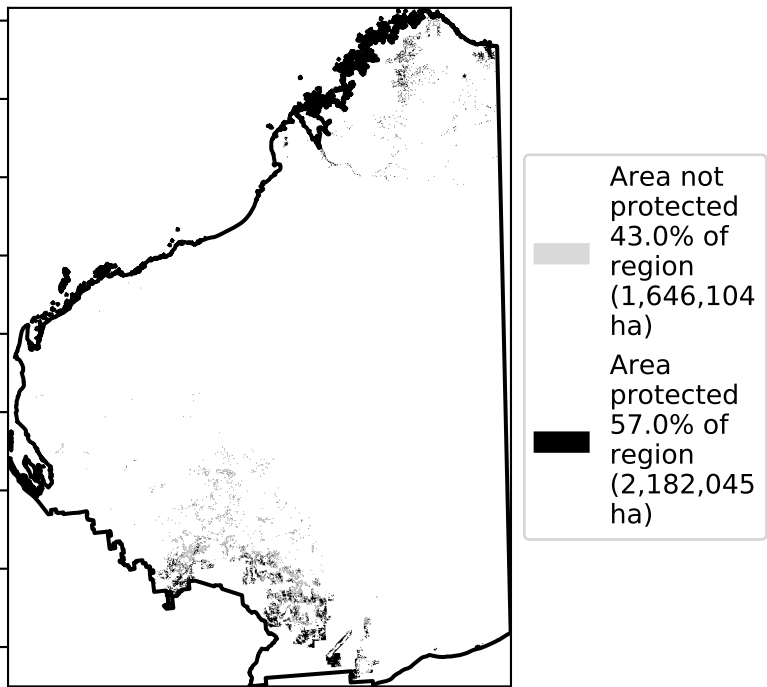 Area not
protected
43.0% of
region
(1,646,104
ha)
Area
protected
57.0% of
region
(2,182,045
ha)